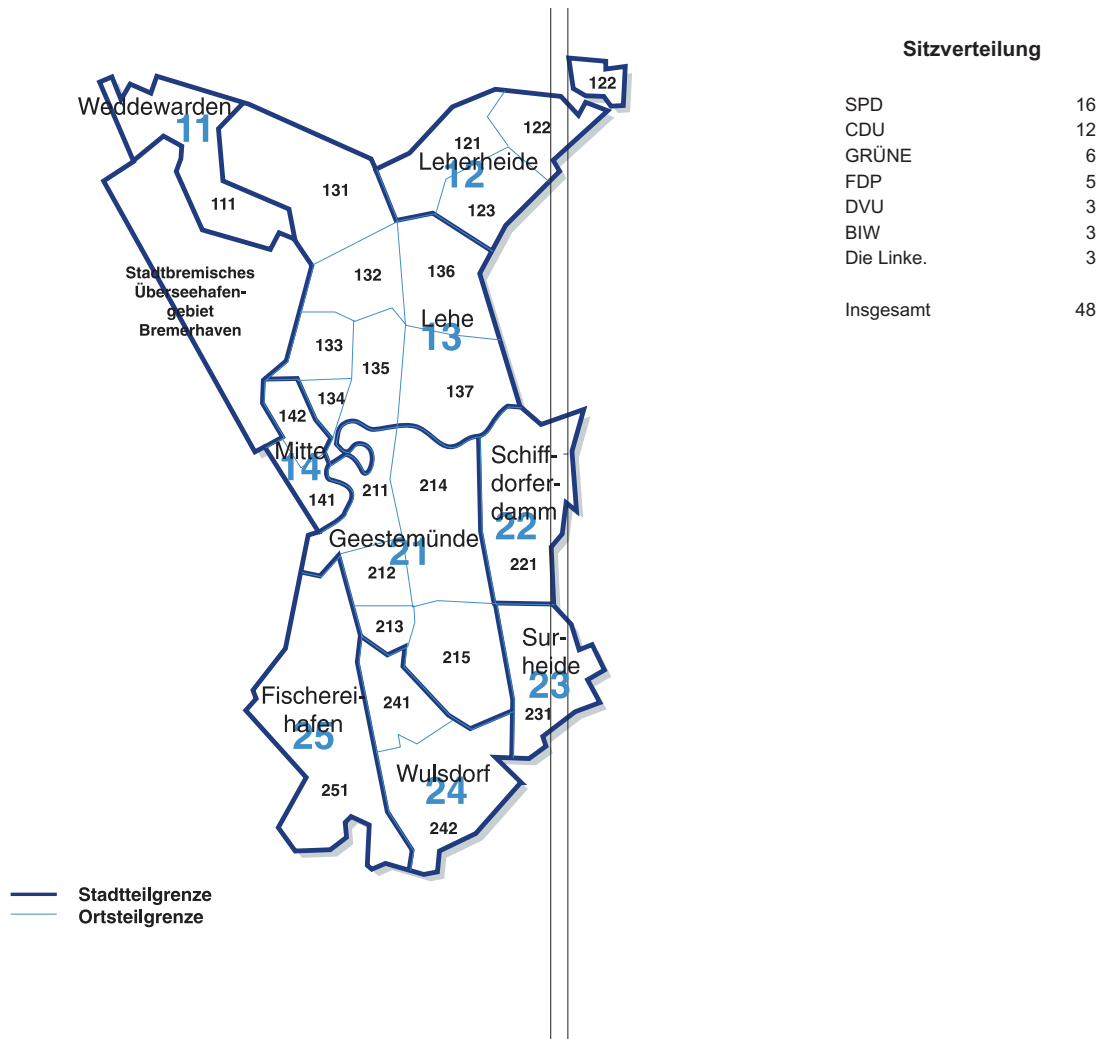 Sitzverteilung
SPD 16
CDU 12
GRÜNE 6
FDP 5
DVU 3
BIW 3
Die Linke. 3
Insgesamt 48
122
Weddewarden
11
111
131
121
122
Leherheide
12
123
Stadtbremisches
Überseehafen-
gebiet
Bremerhaven
132
136
Lehe
13
133
135
134
137
142
Mitte
14
141
211
214
Schiff-
dorfer-
damm
22
221
Geestemünde
21
212
213
215
Sur-
heide
23
231
241
Fischerei-
hafen
25
251
Wulsdorf
24
242
Stadtteilgrenze
Ortsteilgrenze